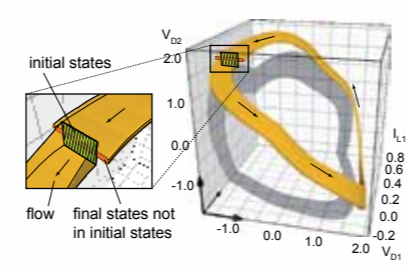 V_D2
initial states
2.0
1.0
0.0
-1.0
flow
final states not
in initial states
I_L1
0.8
0.6
0.4
0.2
0.0
-0.2
-1.0
0.0
1.0
2.0
V_D1